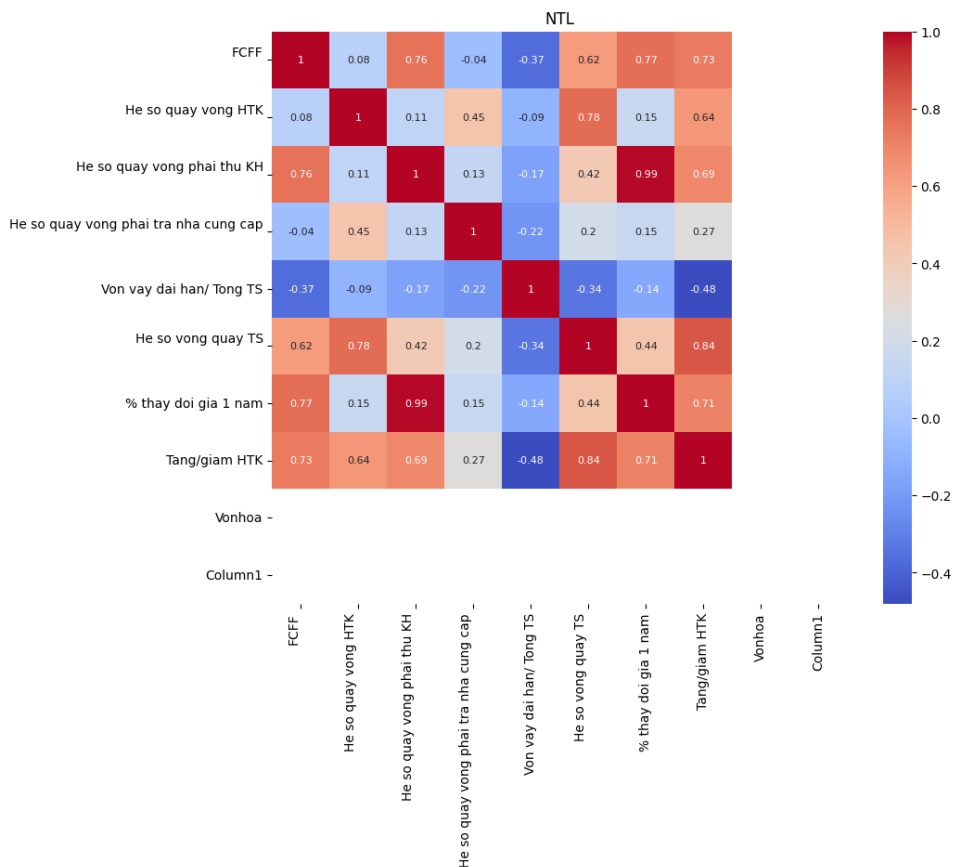 NTL
FCFF
1 0.08 0.76 -0.04 -0.37 0.62 0.77 0.73
He so quay vong HTK
0.08 1 0.11 0.45 -0.09 0.78 0.15 0.64
He so quay vong phai thu KH
0.76 0.11 1 0.13 -0.17 0.42 0.99 0.69
He so quay vong phai tra nha cung cap
-0.04 0.45 0.13 1 -0.22 0.2 0.15 0.27
Von vay dai han/ Tong TS
-0.37 -0.09 -0.17 -0.22 1 -0.34 -0.14 -0.48
He so vong quay TS
0.62 0.78 0.42 0.2 -0.34 1 0.44 0.84
% thay doi gia 1 nam
0.77 0.15 0.99 0.15 -0.14 0.44 1 0.71
Tang/giam HTK
0.73 0.64 0.69 0.27 -0.48 0.84 0.71 1
Vonhoa
Column1
FCFF
He so quay vong HTK
He so quay vong phai thu KH
He so quay vong phai tra nha cung cap
Von vay dai han/ Tong TS
He so vong quay TS
% thay doi gia 1 nam
Tang/giam HTK
Vonhoa
Column1
1.0
0.8
0.6
0.4
0.2
0.0
−0.2
−0.4